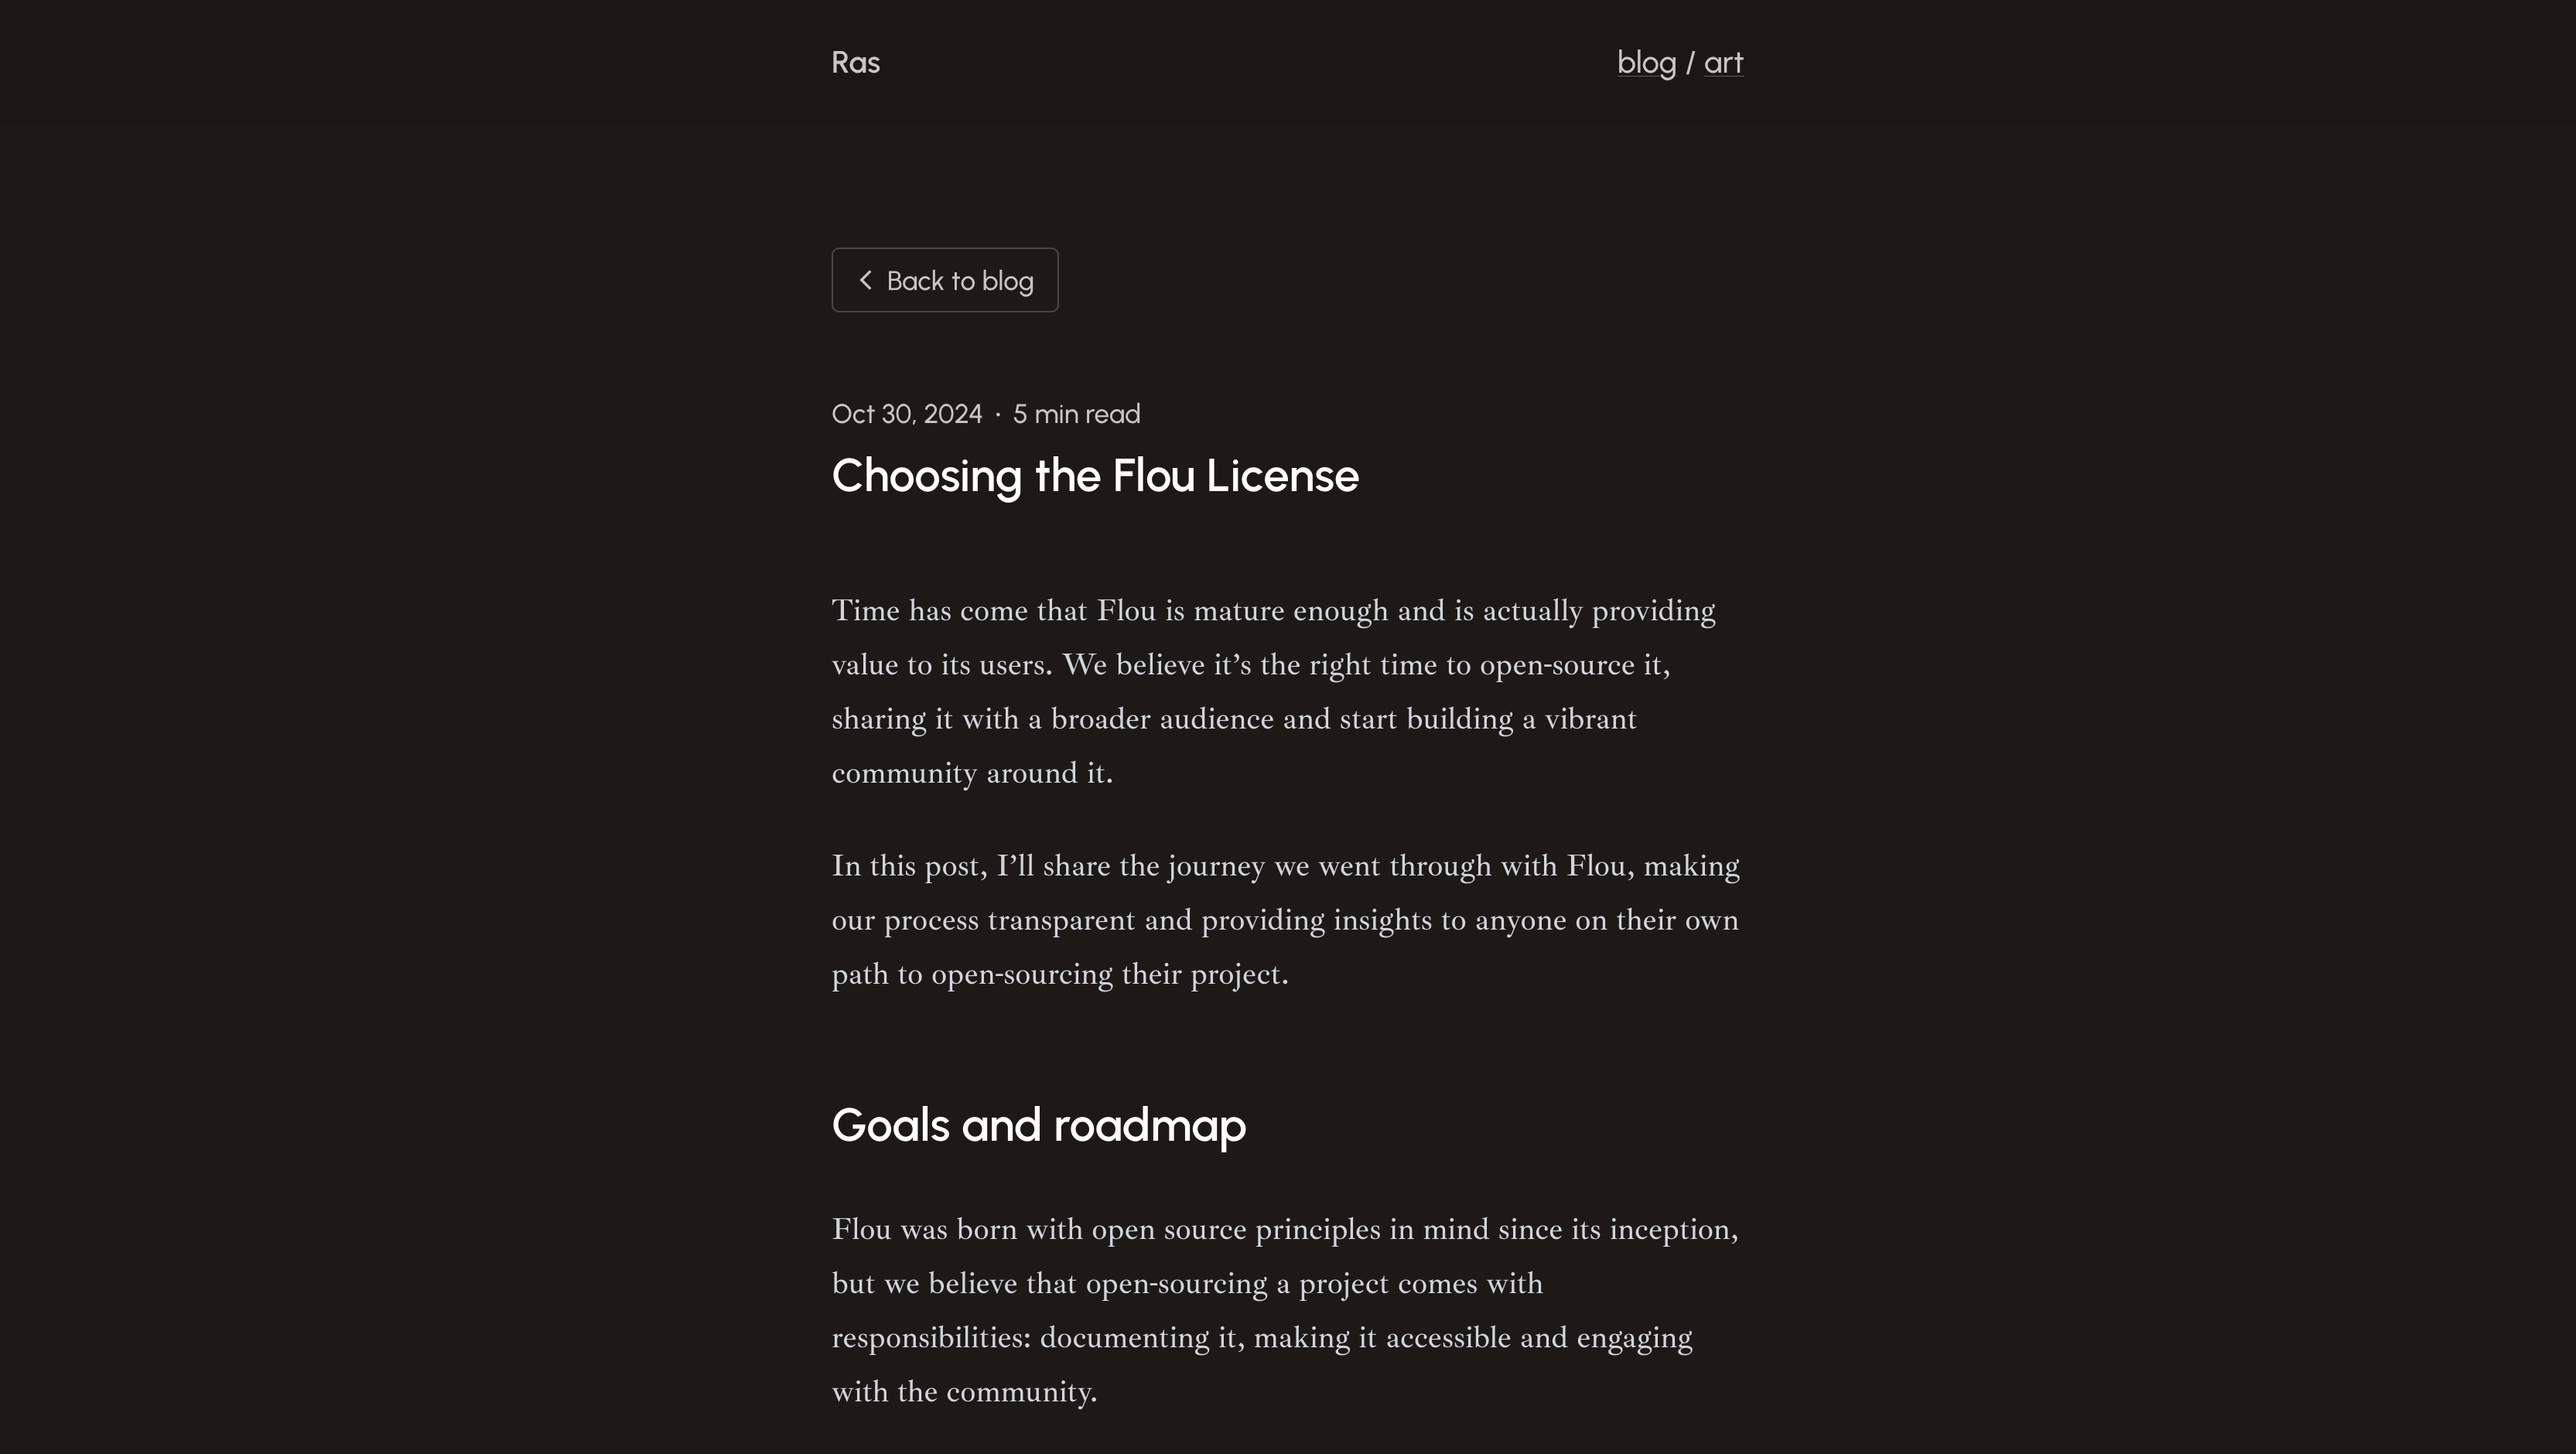 Ras
blog / art
Back to blog
Oct 30, 2024 · 5 min read
Choosing the Flou License
Time has come that Flou is mature enough and is actually providing
value to its users. We believe it’s the right time to open-source it,
sharing it with a broader audience and start building a vibrant
community around it.
In this post, I’ll share the journey we went through with Flou, making
our process transparent and providing insights to anyone on their own
path to open-sourcing their project.
Goals and roadmap
Flou was born with open source principles in mind since its inception,
but we believe that open-sourcing a project comes with
responsibilities: documenting it, making it accessible and engaging
with the community.